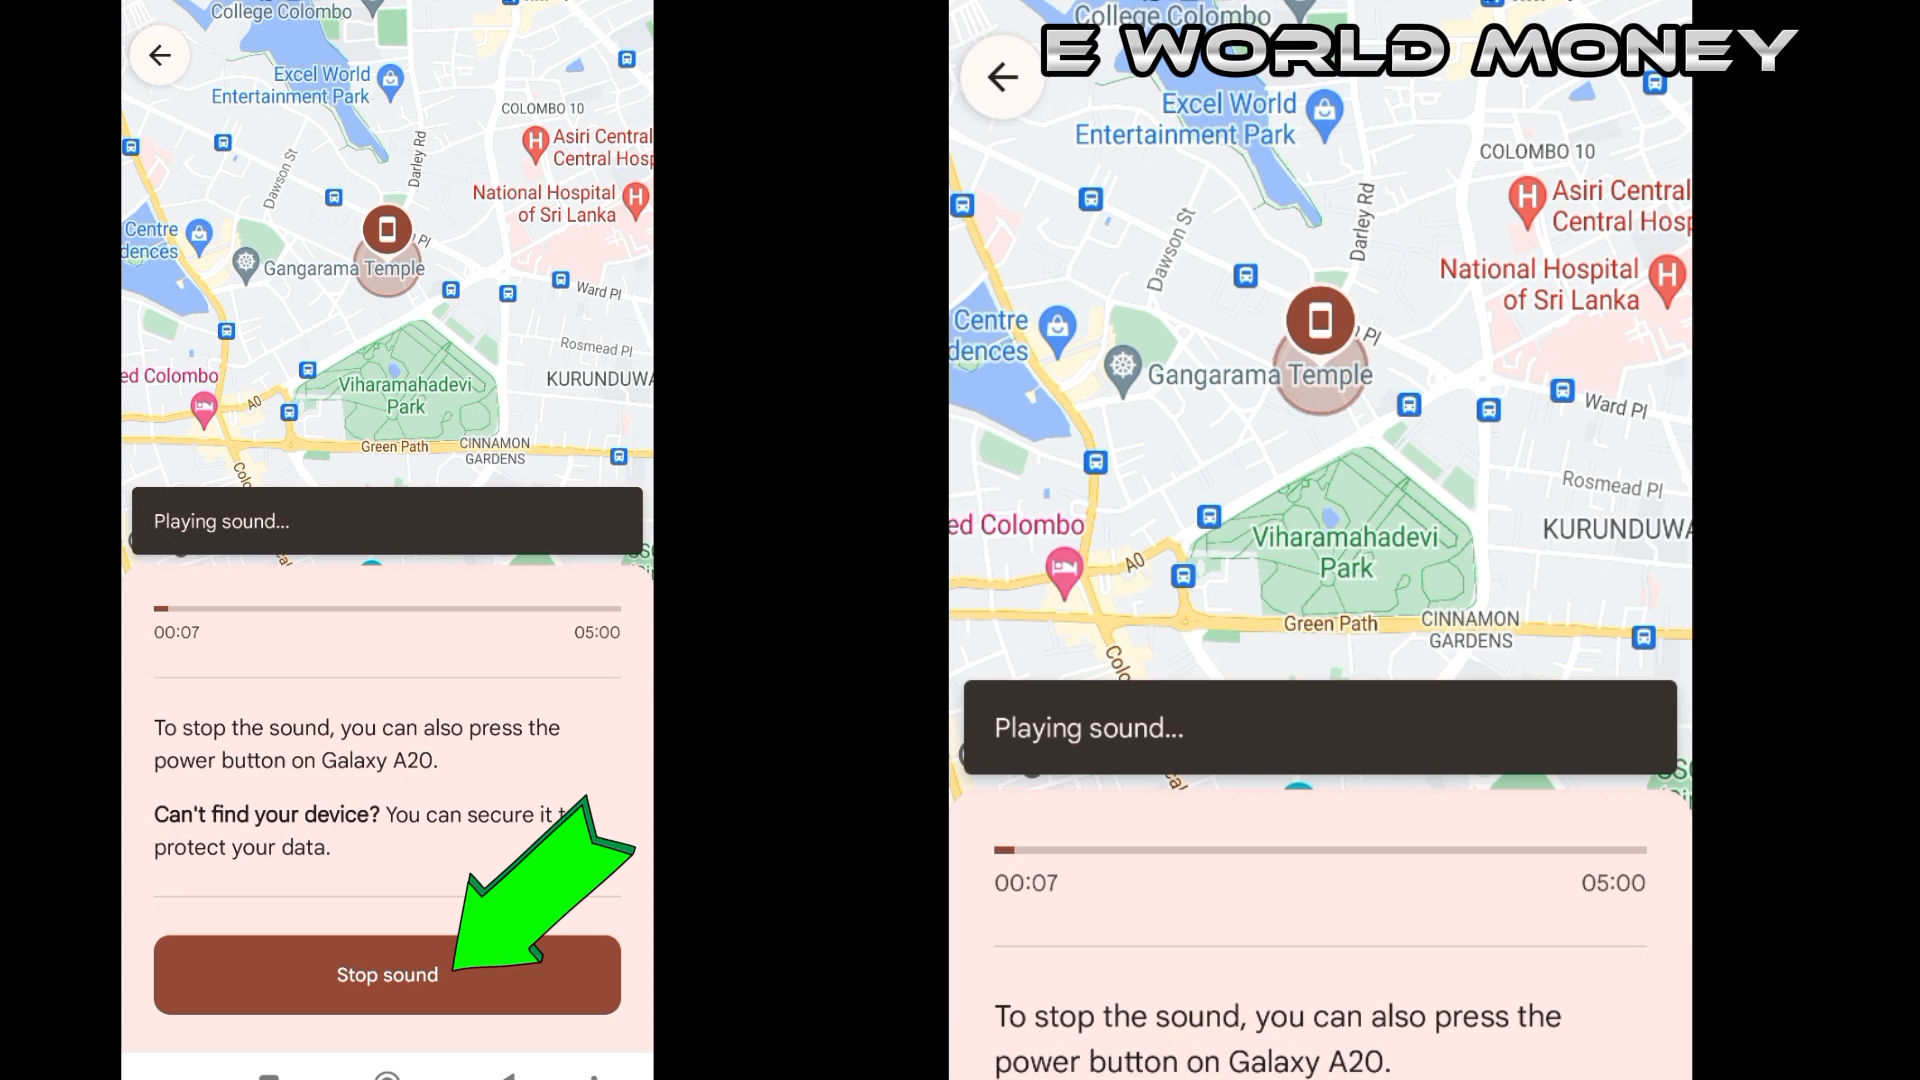 College Colombo
Excel World
Entertainment Park
COLOMBO 10
Asiri Central
Central Hosp
Darley Rd
Dawson St
National Hospital
of Sri Lanka
Centre
dences
Pl
Gangarama Temple
Ward Pl
Rosmead Pl
ed Colombo
Viharamahadevi
Park
KURUNDUWA
A0
Green Path
CINNAMON
GARDENS
Colo
Playing sound...
00:07
05:00
To stop the sound, you can also press the
power button on Galaxy A20.
Can't find your device? You can secure it t
protect your data.
Stop sound
E WORLD MONEY
College Colombo
Excel World
Entertainment Park
COLOMBO 10
Asiri Central
Central Hosp
Darley Rd
Dawson St
National Hospital
of Sri Lanka
Centre
dences
Pl
Gangarama Temple
Ward Pl
Rosmead Pl
ed Colombo
Viharamahadevi
Park
KURUNDUWA
A0
Green Path
CINNAMON
GARDENS
Colo
Playing sound...
00:07
05:00
To stop the sound, you can also press the
power button on Galaxy A20.